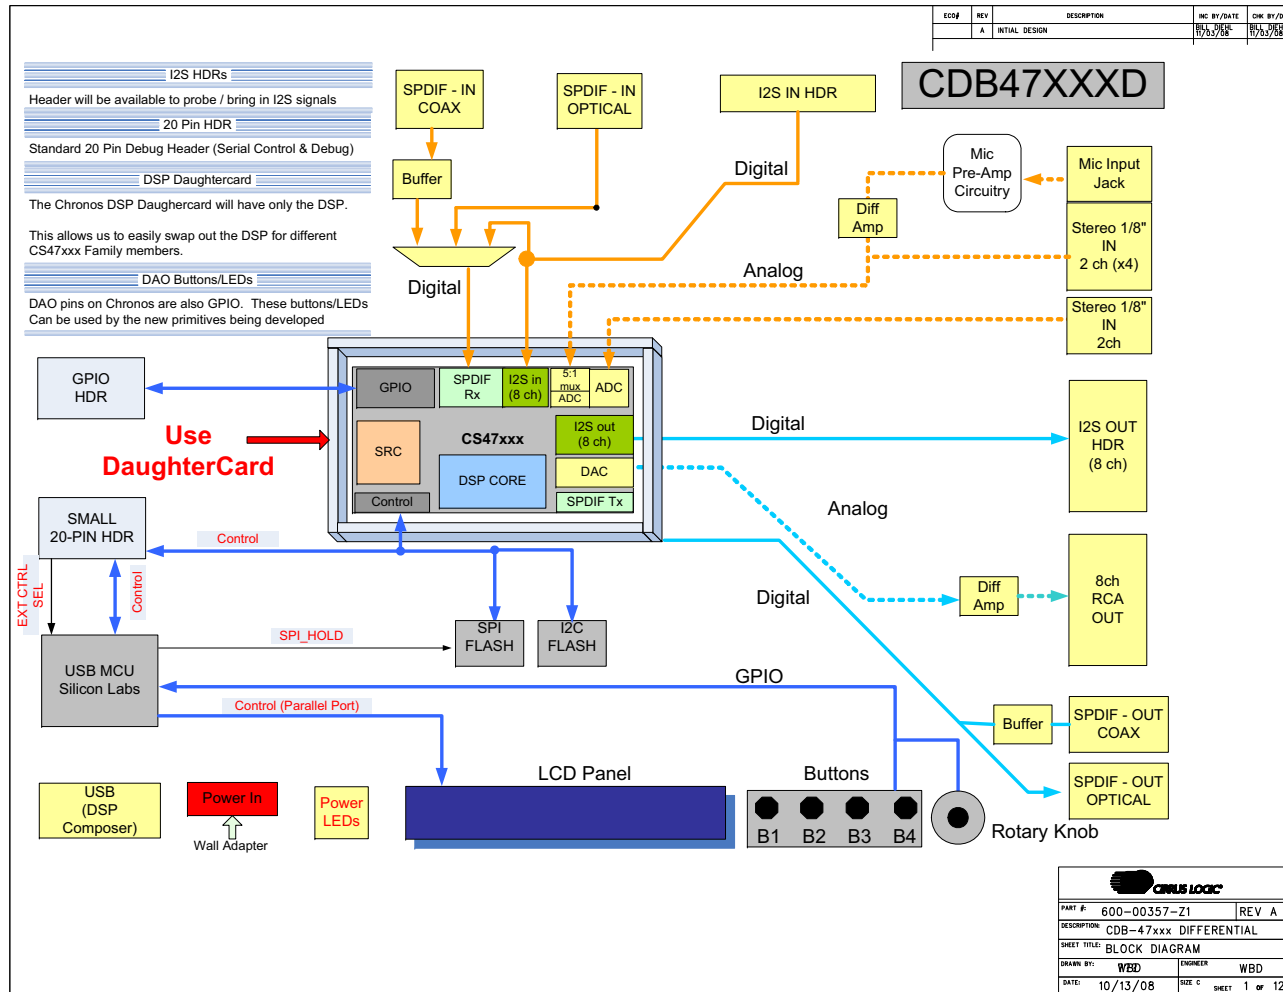 ECO# REV DESCRIPTION INC BY/DATE CHK BY/D
A INTIAL DESIGN BILL DIEHL 11/03/08 11/03/08
CDB47XXXD
I2S HDRs
Header will be available to probe / bring in I2S signals
20 Pin HDR
Standard 20 Pin Debug Header (Serial Control & Debug)
DSP Daughtercard
The Chronos DSP Daughercard will have only the DSP.
This allows us to easily swap out the DSP for different
CS47xxx Family members.
DAO Buttons/LEDs
DAO pins on Chronos are also GPIO. These buttons/LEDs
Can be used by the new primitives being developed
SPDIF - IN
COAX
SPDIF - IN
OPTICAL
I2S IN HDR
Buffer
Digital
Digital
Mic
Pre-Amp
Circuitry
Mic Input
Jack
Diff
Amp
Stereo 1/8"
IN
2 ch (x4)
Analog
Stereo 1/8"
IN
2ch
GPIO
HDR
GPIO
SPDIF
Rx
I2S in
(8 ch)
5:1
mux
ADC
ADC
Use
DaughterCard
SRC
CS47xxx
I2S out
(8 ch)
DSP CORE
DAC
Control
SPDIF Tx
Digital
I2S OUT
HDR
(8 ch)
Analog
SMALL
20-PIN HDR
Control
EXT CTRL
SEL
Control
Digital
Diff
Amp
8ch
RCA
OUT
SPI_HOLD
SPI
FLASH
I2C
FLASH
USB MCU
Silicon Labs
GPIO
Control (Parallel Port)
Buffer
SPDIF - OUT
COAX
SPDIF - OUT
OPTICAL
USB
(DSP
Composer)
Power In
Wall Adapter
Power
LEDs
LCD Panel
Buttons
B1 B2 B3 B4
Rotary Knob
CIRRUS LOGIC®
PART #: 600-00357-Z1 REV A
DESCRIPTION: CDB-47xxx DIFFERENTIAL
SHEET TITLE: BLOCK DIAGRAM
DRAWN BY: ENGINEER WBD
DATE: 10/13/08 SIZE C SHEET 1 OF 12